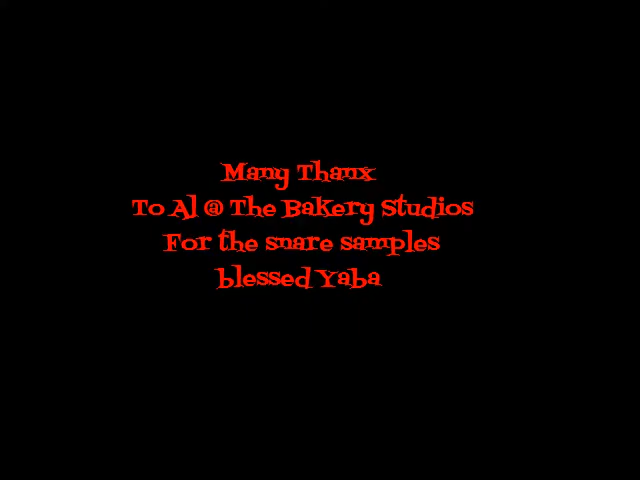 Many Thanx
To Al @ The Bakery Studios
For the snare samples
blessed Yaba